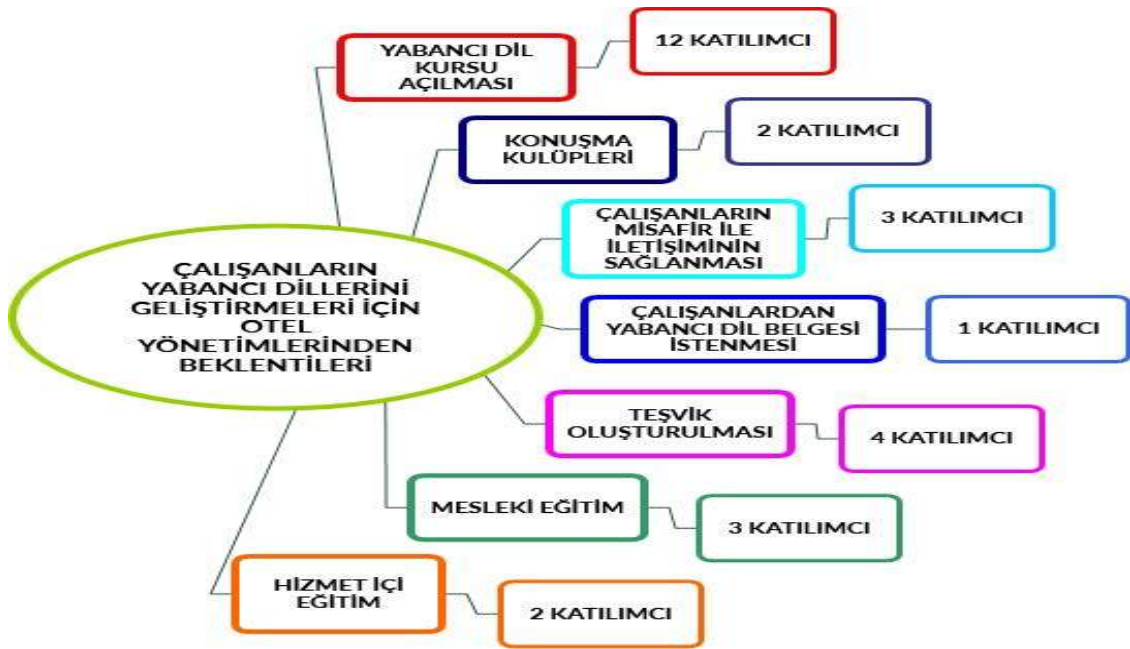 YABANCI DİL
KURSU
AÇILMASI
12 KATILIMCI
KONUŞMA
KULÜPLERİ
2 KATILIMCI
ÇALIŞANLARIN
MİSAFİR İLE
İLETİŞİMİNİN
SAĞLANMASI
3 KATILIMCI
ÇALIŞANLARIN
YABANCI DİLLERİNİ
GELİŞTİRMELERİ İÇİN
OTEL
YÖNETİMLERİNDEN
BEKLENTİLERİ
ÇALIŞANLARDAN
YABANCI DİL BELGESİ
İSTENMESİ
1 KATILIMCI
TEŞVİK
OLUŞTURULMASI
4 KATILIMCI
MESLEKİ EĞİTİM
3 KATILIMCI
HİZMET İÇİ
EĞİTİM
2 KATILIMCI